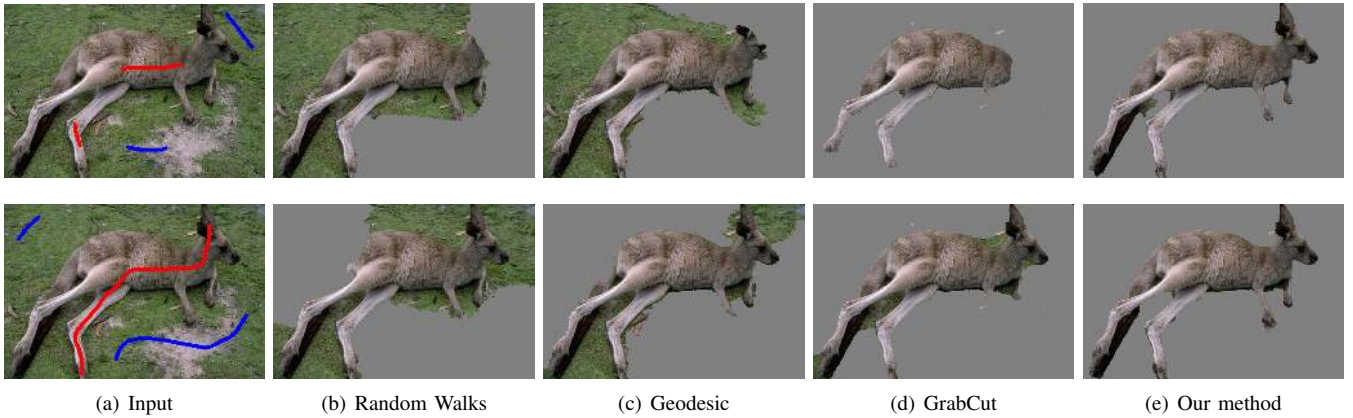 (a) Input
(b) Random Walks
(c) Geodesic
(d) GrabCut
(e) Our method